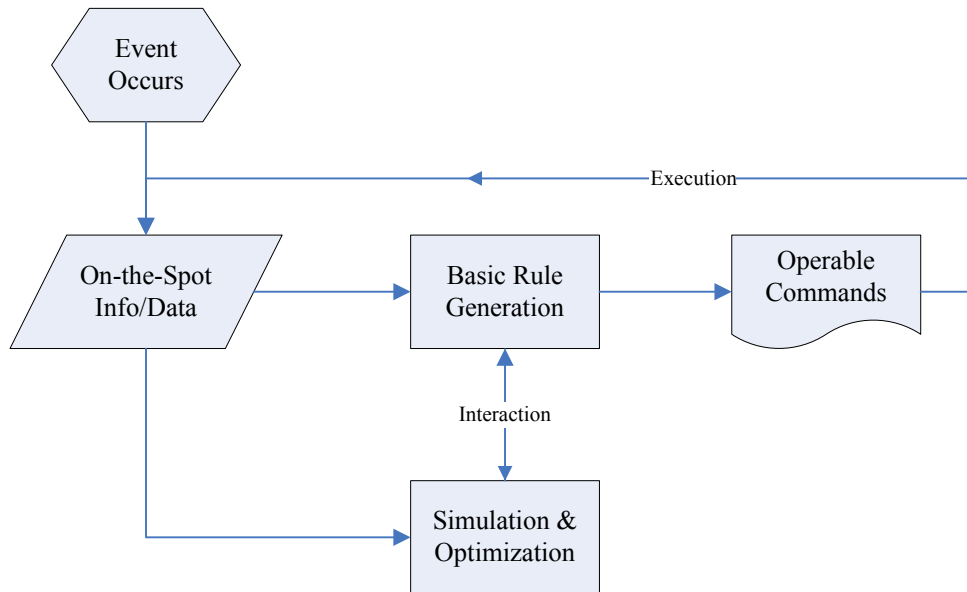 Event
Occurs
Execution
On-the-Spot
Info/Data
Basic Rule
Generation
Operable
Commands
Interaction
Simulation &
Optimization